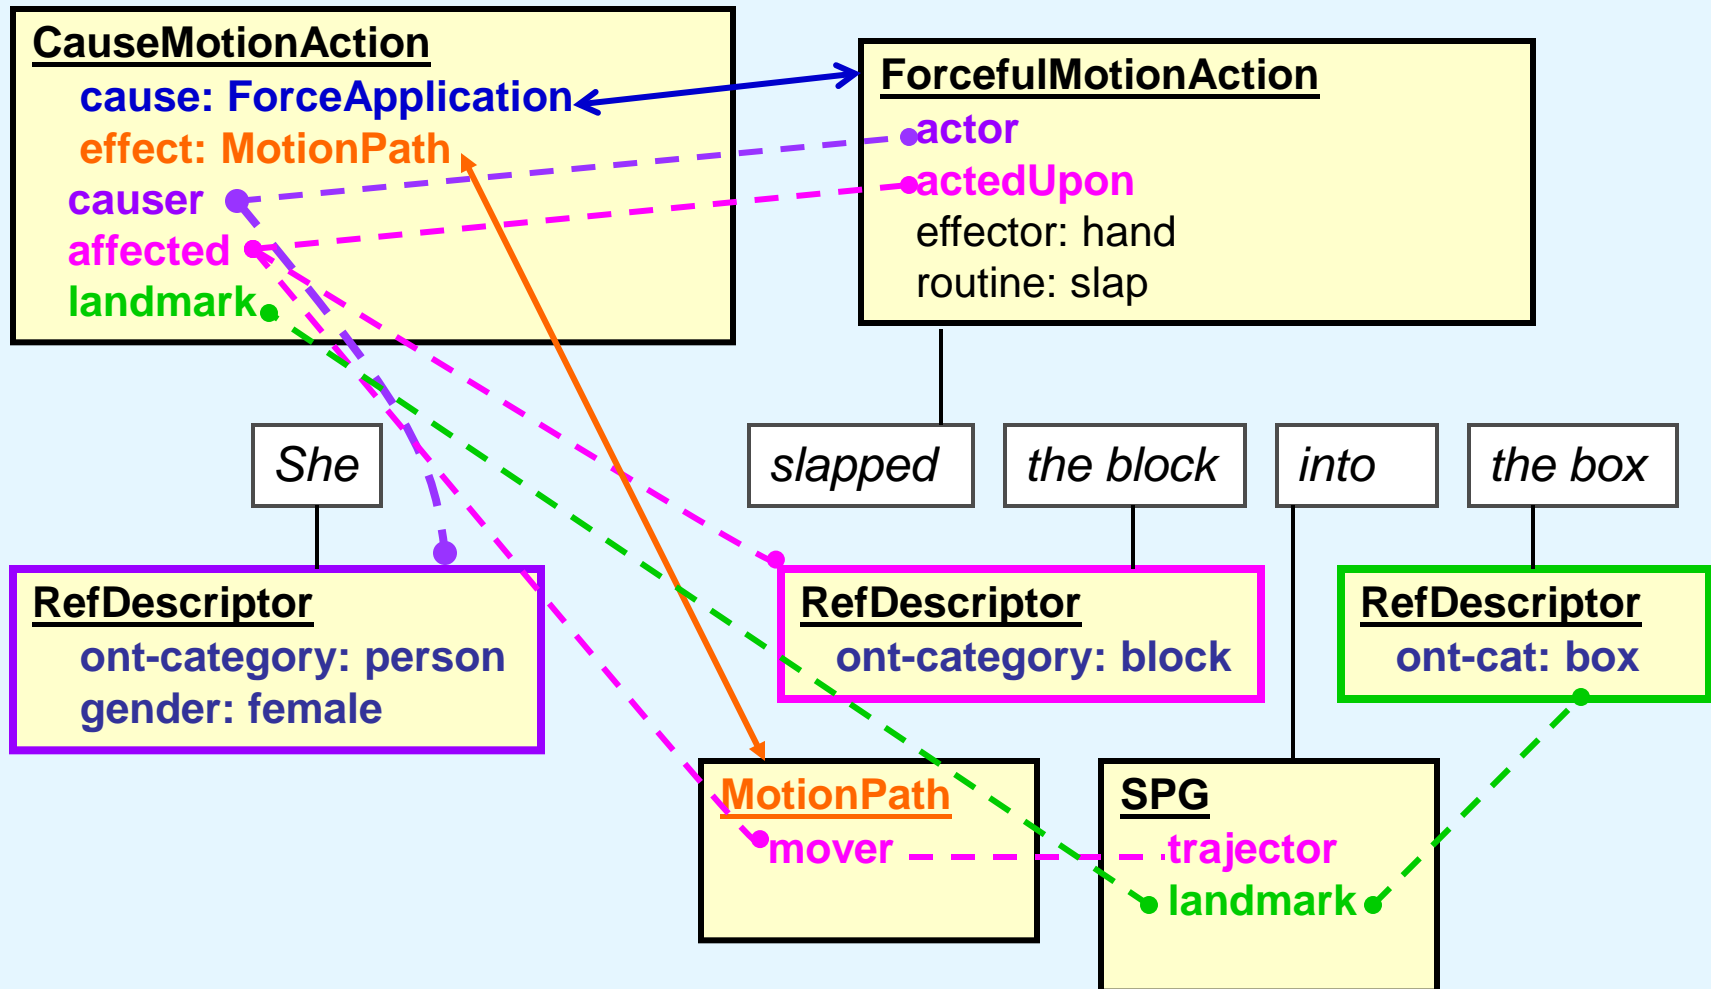 CauseMotionAction
cause: ForceApplication
effect: MotionPath
causer
affected
landmark
ForcefulMotionAction
actor
actedUpon
effector: hand
routine: slap
She
slapped
the block
into
the box
RefDescriptor
ont-category: person
gender: female
RefDescriptor
ont-category: block
RefDescriptor
ont-cat: box
MotionPath
mover
SPG
trajector
landmark